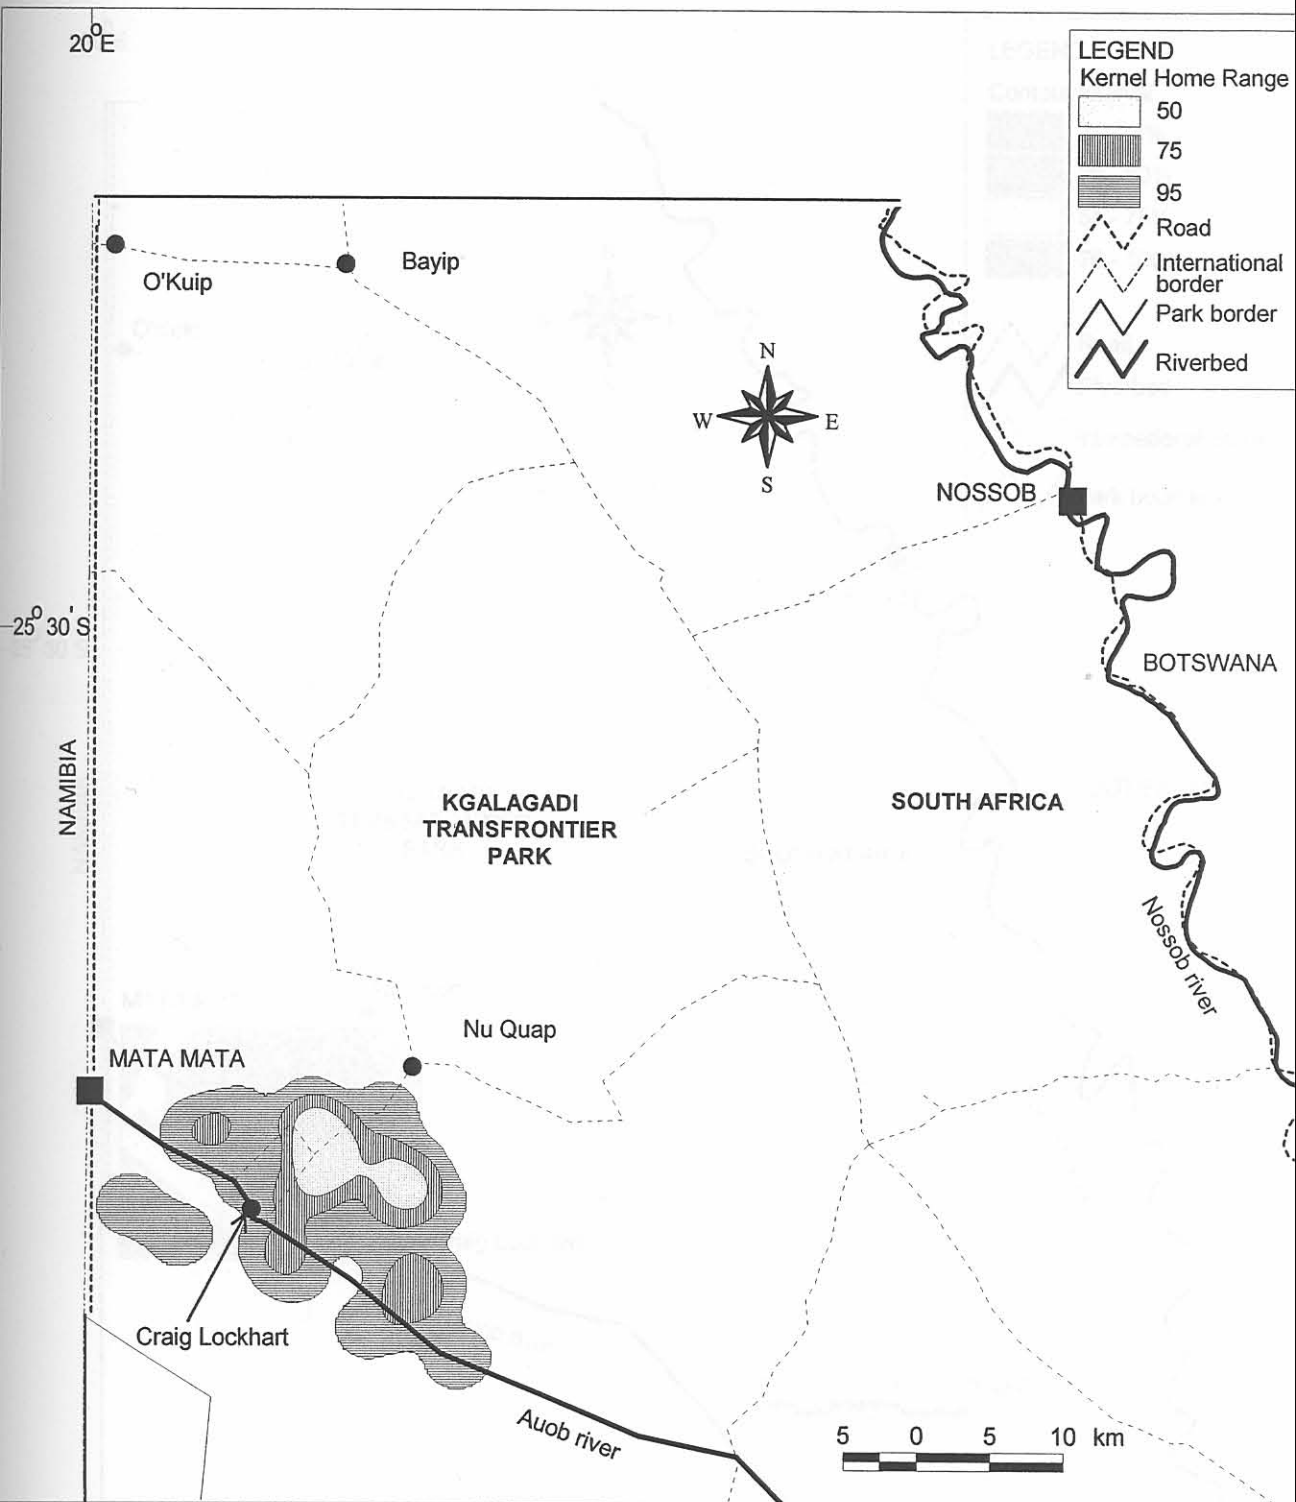 20°E
LEGEND
Kernel Home Range
50
75
95
Road
International
border
Park border
Riverbed
O'Kuip
Bayip
N
W
E
S
NOSSOB
25° 30' S
BOTSWANA
NAMIBIA
KGALAGADI
TRANSFRONTIER
PARK
SOUTH AFRICA
Nossob river
Nu Quap
MATA MATA
Craig Lockhart
Auob river
5 0 5 10 km